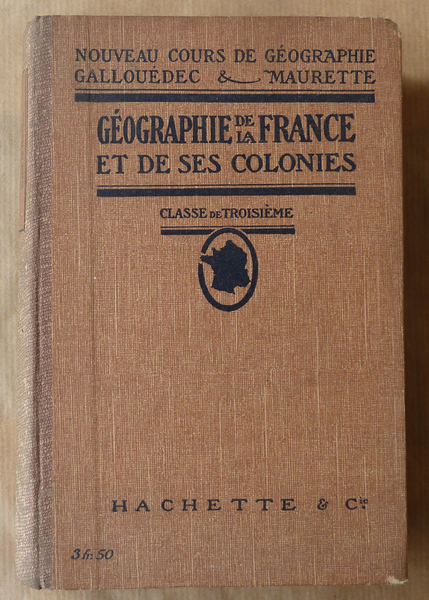 NOUVEAU COURS DE GÉOGRAPHIE
GALLOUÉDEC & MAURETTE
GÉOGRAPHIE DE LA FRANCE
ET DE SES COLONIES
CLASSE DE TROISIÈME
HACHETTE & Cie.
3 fr. 50